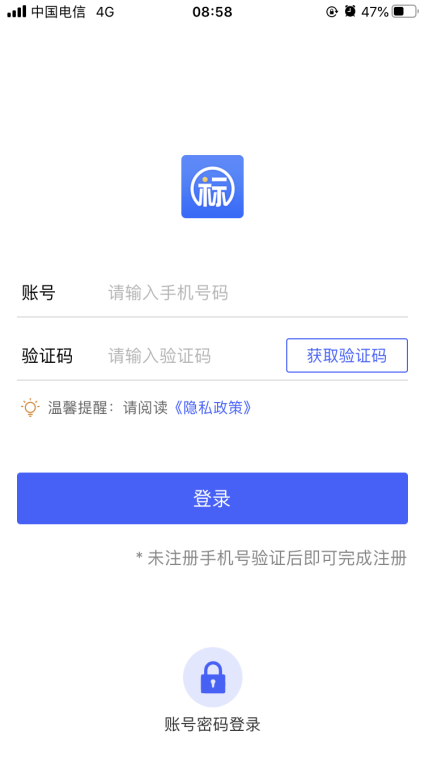 中国电信 4G 08:58 47%
标
账号 请输入手机号码
验证码 请输入验证码 获取验证码
温馨提醒：请阅读《隐私政策》
登录
* 未注册手机号验证后即可完成注册
账号密码登录